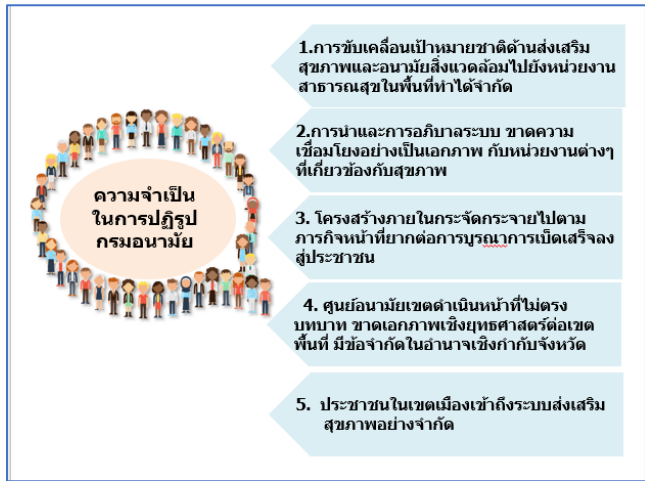 ความจำเป็น
ในการปฏิรูป
กรมอนามัย
1.การขับเคลื่อนเป้าหมายชาติด้านส่งเสริม
สุขภาพและอนามัยสิ่งแวดล้อมไปยังหน่วยงาน
สาธารณสุขในพื้นที่ทำได้จำกัด
2.การนำและการอภิบาลระบบ ขาดความ
เชื่อมโยงอย่างเป็นเอกภาพ กับหน่วยงานต่างๆ
ที่เกี่ยวข้องกับสุขภาพ
3. โครงสร้างภายในกระจัดกระจายไปตาม
ภารกิจหน้าที่ยากต่อการบูรณาการเบ็ดเสร็จลง
สู่ประชาชน
4. ศูนย์อนามัยเขตดำเนินหน้าที่ไม่ตรง
บทบาท ขาดเอกภาพเชิงยุทธศาสตร์ต่อเขต
พื้นที่ มีข้อจำกัดในอำนาจเชิงกำกับจังหวัด
5. ประชาชนในเขตเมืองเข้าถึงระบบส่งเสริม
สุขภาพอย่างจำกัด